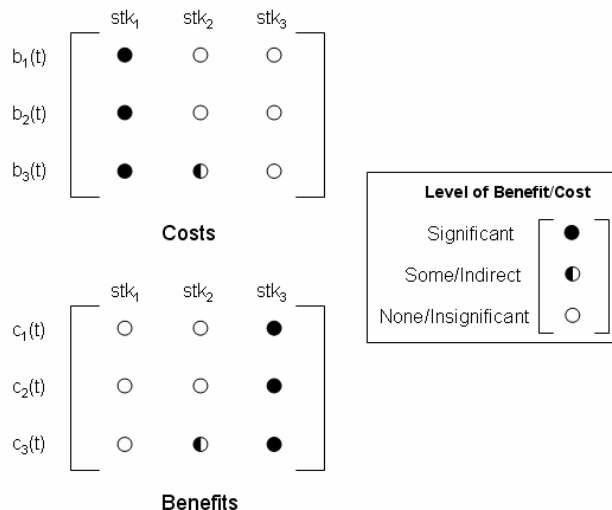 stk₁ stk₂ stk₃
b₁(t)
b₂(t)
b₃(t)
Costs
Level of Benefit/Cost
Significant
Some/Indirect
None/Insignificant
stk₁ stk₂ stk₃
c₁(t)
c₂(t)
c₃(t)
Benefits